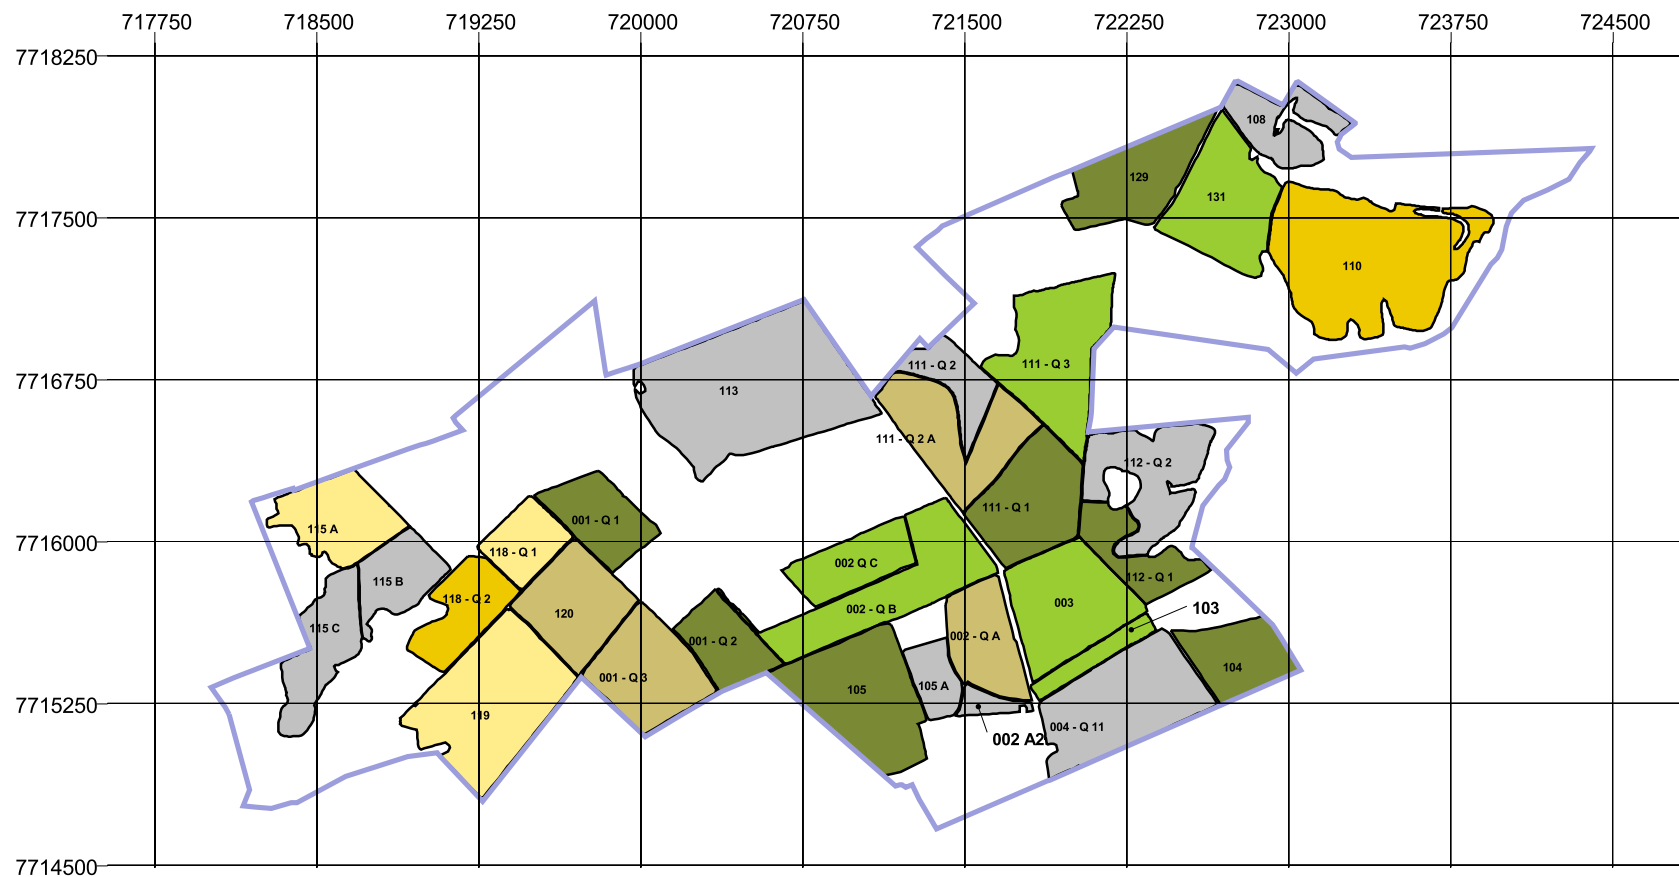 717750 718500 719250 720000 720750 721500 722250 723000 723750 724500
7718250
108
129
131
7717500
110
111 - Q 2
111 - Q 3
7716750
113
111 - Q 2 A
112 - Q 2
111 - Q 1
001 - Q 1
115 A
7716000
118 - Q 1
002 Q C
112 - Q 1
115 B
118 - Q 2
003
103
002 - Q B
120
115 C
002 - Q A
001 - Q 2
104
001 - Q 3
105
105 A
7715250
119
004 - Q 11
002 A2
7714500